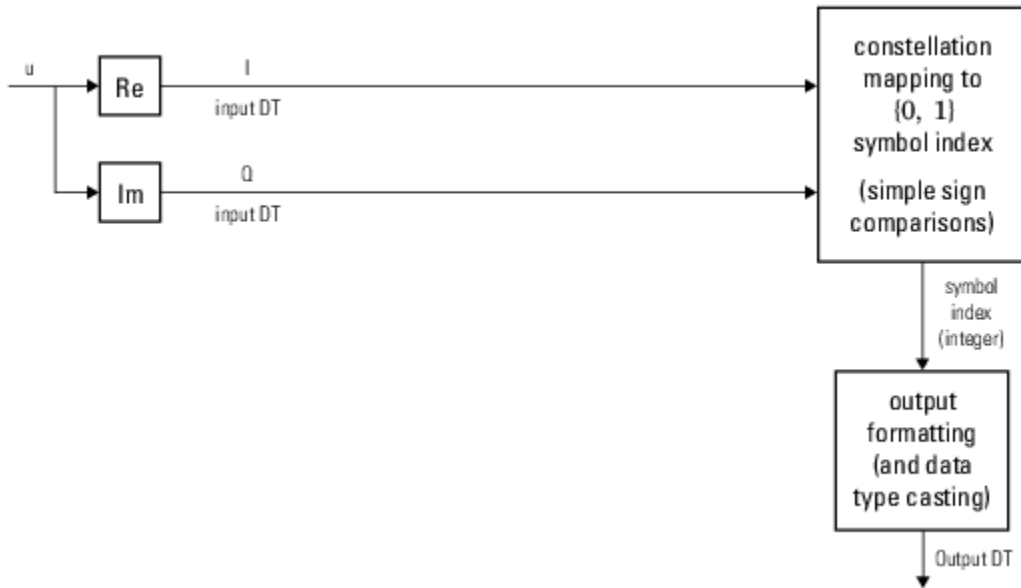 u
Re
I
input DT
Im
Q
input DT
constellation
mapping to
{0, 1}
symbol index
(simple sign
comparisons)
symbol
index
(integer)
output
formatting
(and data
type casting)
Output DT